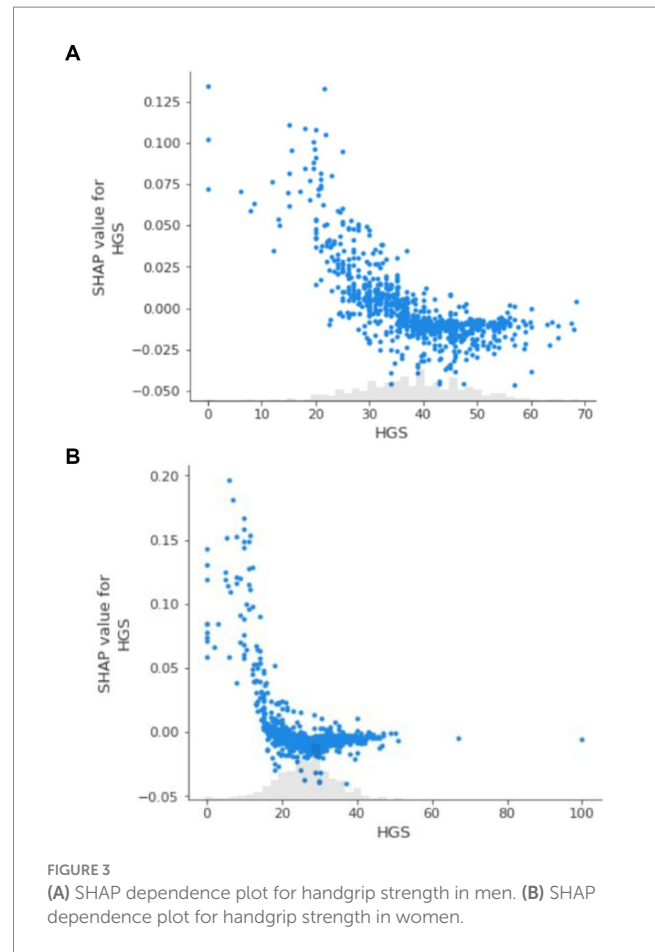 A
0.125
0.100
0.075
0.050
0.025
0.000
−0.025
−0.050
SHAP value for
HGS
0 10 20 30 40 50 60 70
HGS
B
0.20
0.15
0.10
0.05
0.00
−0.05
SHAP value for
HGS
0 20 40 60 80 100
HGS
FIGURE 3
(A) SHAP dependence plot for handgrip strength in men. (B) SHAP
dependence plot for handgrip strength in women.